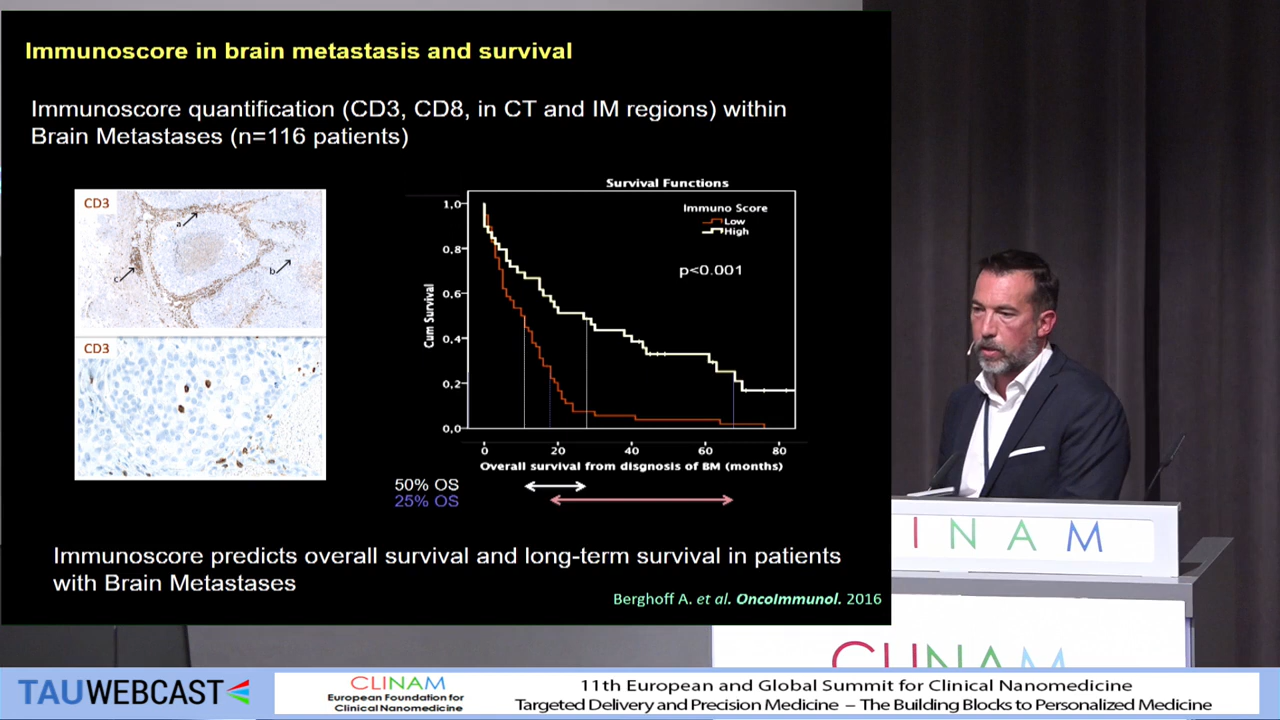 Immunoscore in brain metastasis and survival
Immunoscore quantification (CD3, CD8, in CT and IM regions) within
Brain Metastases (n=116 patients)
CD3
a
b
c
CD3
Survival Functions
Immuno Score
Low
High
p<0.001
Cum Survival
1,0
0,8
0,6
0,4
0,2
0,0
0 20 40 60 80
Overall survival from disgnosis of BM (months)
50% OS
25% OS
Immunoscore predicts overall survival and long-term survival in patients
with Brain Metastases
Berghoff A. et al. OncoImmunol. 2016
INAM
CLINAM
TAUWEBCAST
CLINAM
European Foundation for
Clinical Nanomedicine
11th European and Global Summit for Clinical Nanomedicine
Targeted Delivery and Precision Medicine – The Building Blocks to Personalized Medicine